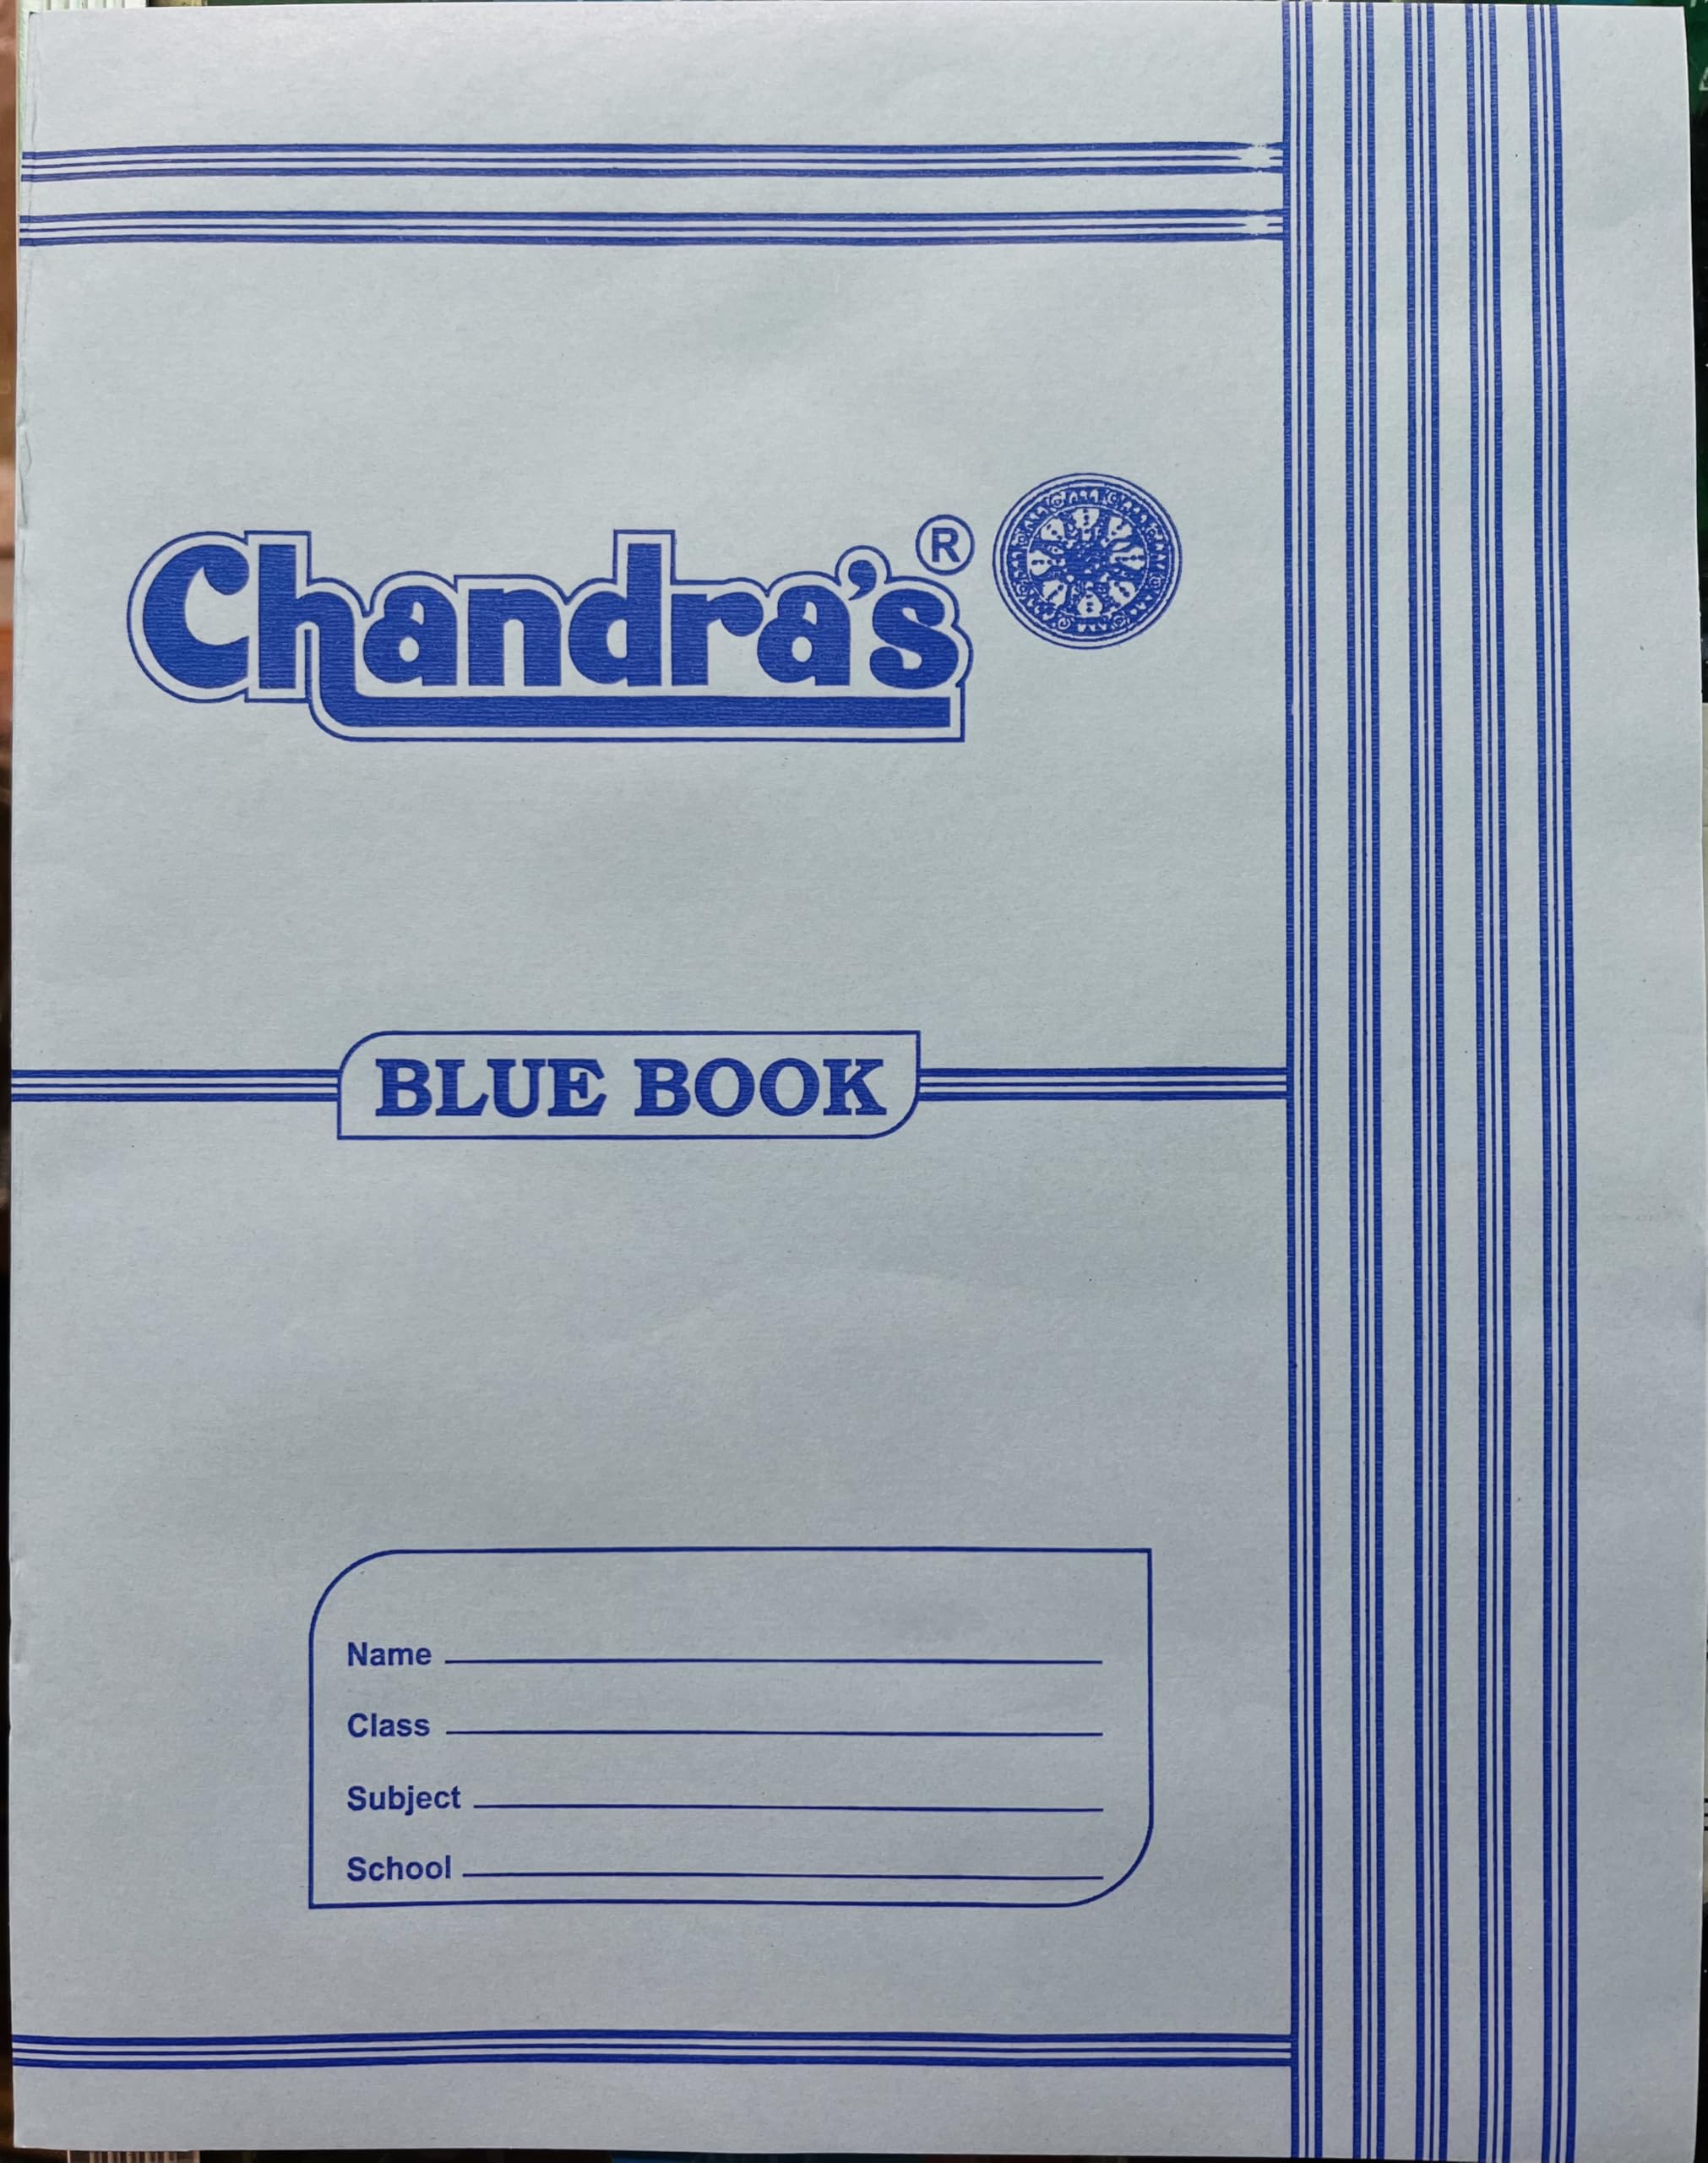 Chandra's ®
BLUE BOOK
Name
Class
Subject
School